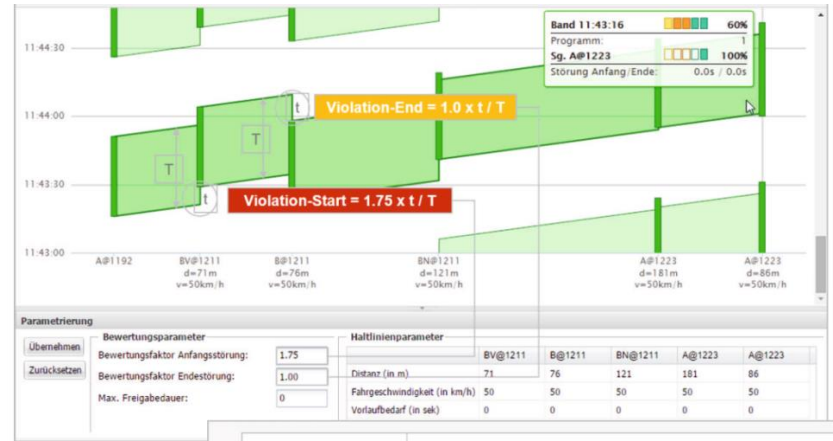 11:44:30
11:44:00
11:43:30
11:43:00
Band 11:43:16 60%
Programm: 1
Sg. A@1223 100%
Störung Anfang/Ende: 0.0s / 0.0s
t
Violation-End = 1.0 x t / T
T
T
t
Violation-Start = 1.75 x t / T
A@1192 BV@1211 B@1211 BN@1211 A@1223 A@1223
d=71m d=76m d=121m d=181m d=86m
v=50km/h v=50km/h v=50km/h v=50km/h v=50km/h
Parametrierung
Übernehmen
Zurücksetzen
Bewertungsparameter
Bewertungsfaktor Anfangsstörung: 1.75
Bewertungsfaktor Endestörung: 1.00
Max. Freigabedauer: 0
Haltlinienparameter
BV@1211 B@1211 BN@1211 A@1223 A@1223
Distanz (in m) 71 76 121 181 86
Fahrgeschwindigkeit (in km/h) 50 50 50 50 50
Vorlaufbedarf (in sek) 0 0 0 0 0